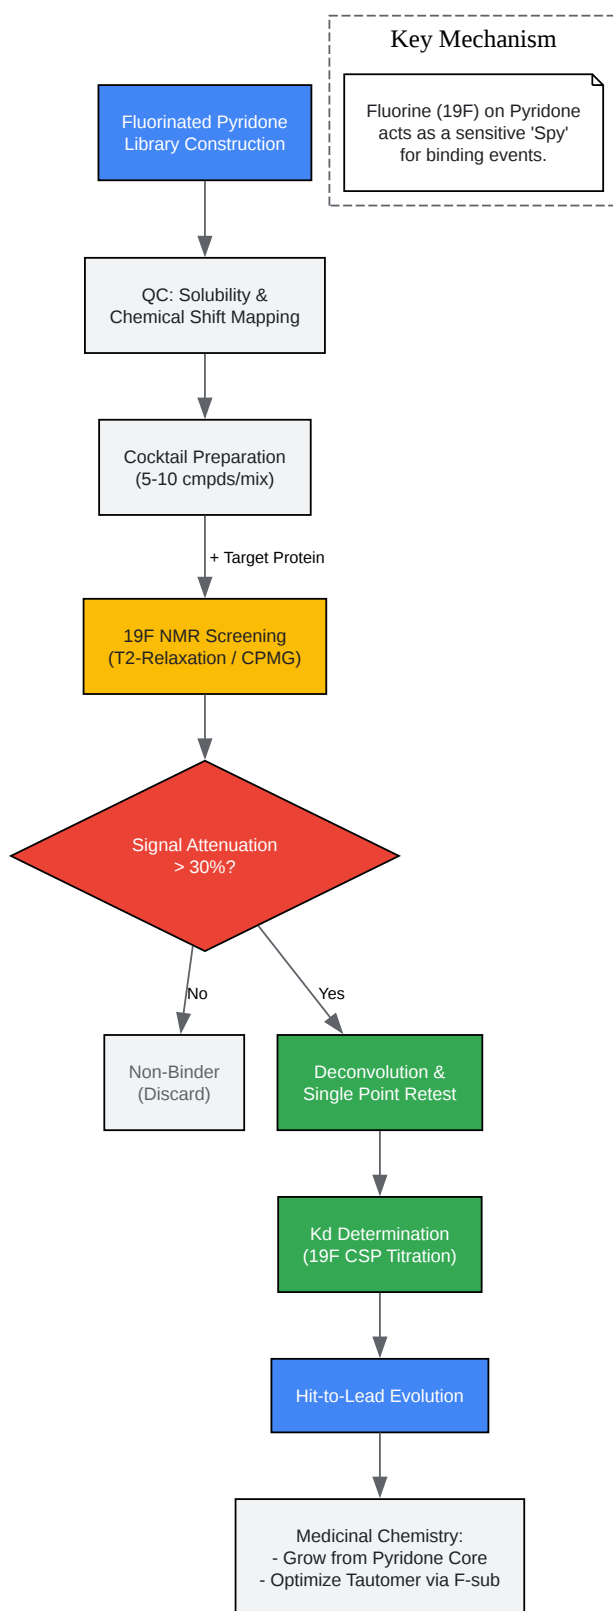 Key Mechanism
Fluorine (19F) on Pyridone
acts as a sensitive 'Spy'
for binding events.
Fluorinated Pyridone
Library Construction
QC: Solubility &
Chemical Shift Mapping
Cocktail Preparation
(5-10 cmpds/mix)
+ Target Protein
19F NMR Screening
(T2-Relaxation / CPMG)
Signal Attenuation
> 30%?
No
Yes
Non-Binder
(Discard)
Deconvolution &
Single Point Retest
Kd Determination
(19F CSP Titration)
Hit-to-Lead Evolution
Medicinal Chemistry:
- Grow from Pyridone Core
- Optimize Tautomer via F-sub